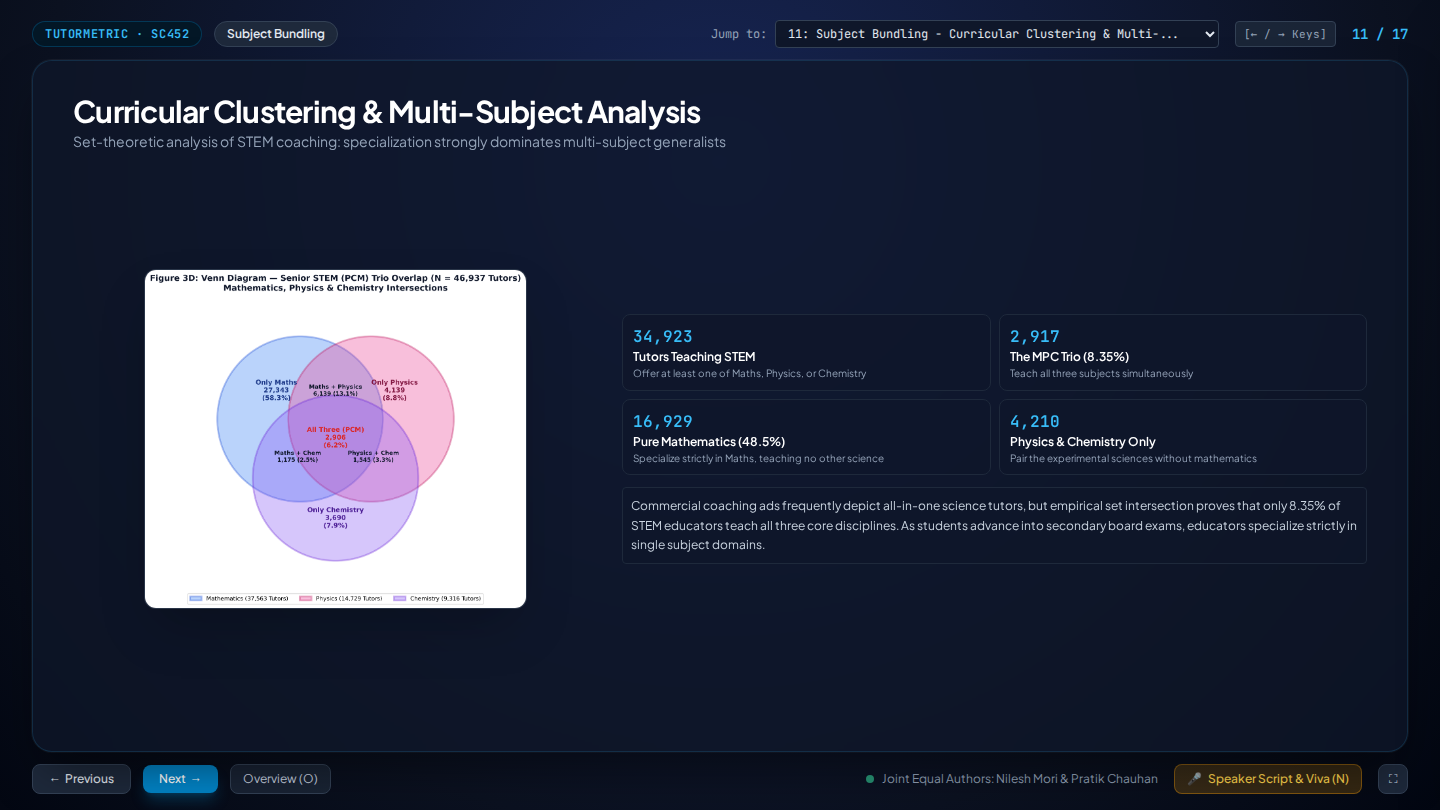 TUTORMETRIC · SC452
Subject Bundling
Jump to:
11: Subject Bundling - Curricular Clustering & Multi-...
[← / → Keys]
11 / 17
Curricular Clustering & Multi-Subject Analysis
Set-theoretic analysis of STEM coaching: specialization strongly dominates multi-subject generalists
Figure 3D: Venn Diagram — Senior STEM (PCM) Trio Overlap (N = 46,937 Tutors)
Mathematics, Physics & Chemistry Intersections
Only Maths
27,343
(58.3%)
Maths + Physics
6,139 (13.1%)
Only Physics
4,139
(8.8%)
All Three (PCM)
2,906
(6.2%)
Maths + Chem
1,175 (2.5%)
Physics + Chem
1,545 (3.3%)
Only Chemistry
3,690
(7.9%)
Mathematics (37,563 Tutors)
Physics (14,729 Tutors)
Chemistry (9,316 Tutors)
34,923
Tutors Teaching STEM
Offer at least one of Maths, Physics, or Chemistry
2,917
The MPC Trio (8.35%)
Teach all three subjects simultaneously
16,929
Pure Mathematics (48.5%)
Specialize strictly in Maths, teaching no other science
4,210
Physics & Chemistry Only
Pair the experimental sciences without mathematics
Commercial coaching ads frequently depict all-in-one science tutors, but empirical set intersection proves that only 8.35% of
STEM educators teach all three core disciplines. As students advance into secondary board exams, educators specialize strictly in
single subject domains.
← Previous
Next →
Overview (O)
Joint Equal Authors: Nilesh Mori & Pratik Chauhan
🎤 Speaker Script & Viva (N)